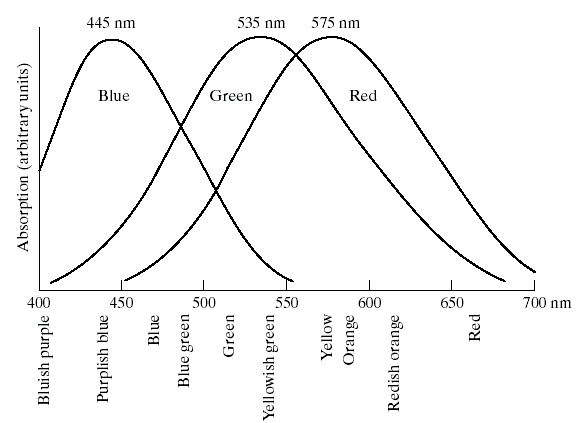 445 nm
535 nm
575 nm
Blue
Green
Red
Absorption (arbitrary units)
400
450
500
550
600
650
700 nm
Bluish purple
Purplish blue
Blue
Blue green
Green
Yellowish green
Yellow
Orange
Redish orange
Red